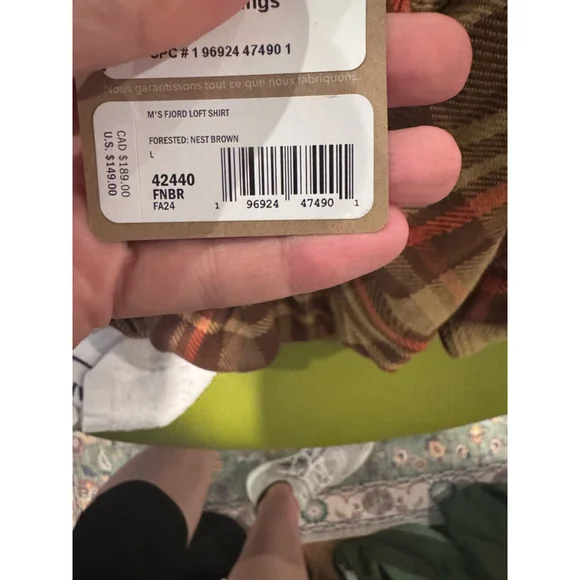 UPC # 1 96924 47490 1
Nous garantissons tout ce que nous fabriquons.
M'S FJORD LOFT SHIRT
FORESTED: NEST BROWN
L
42440
FNBR
FA24
1 96924 47490 1
CAD $189.00
U.S. $149.00